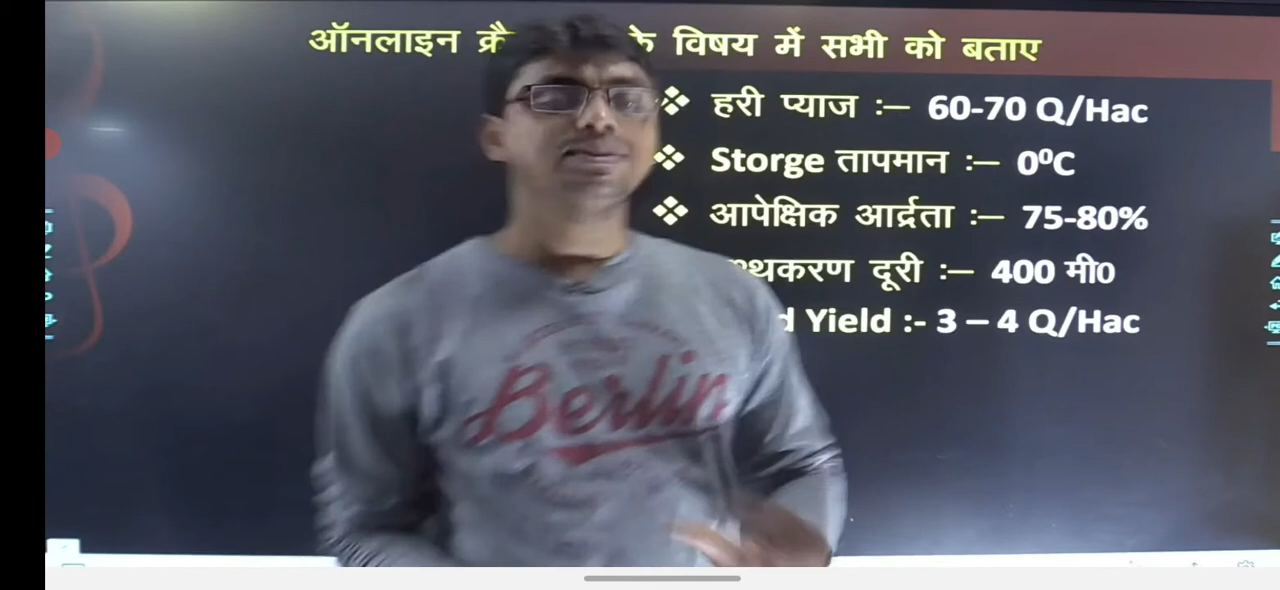 ऑनलाइन के विषय में सभी को बताए
❖ हरी प्याज :– 60-70 Q/Hac
❖ Storge तापमान :– 0⁰C
❖ आपेक्षिक आर्द्रता :– 75-80%
दूरी :– 400 मी0
Yield :- 3 – 4 Q/Hac
Berlin